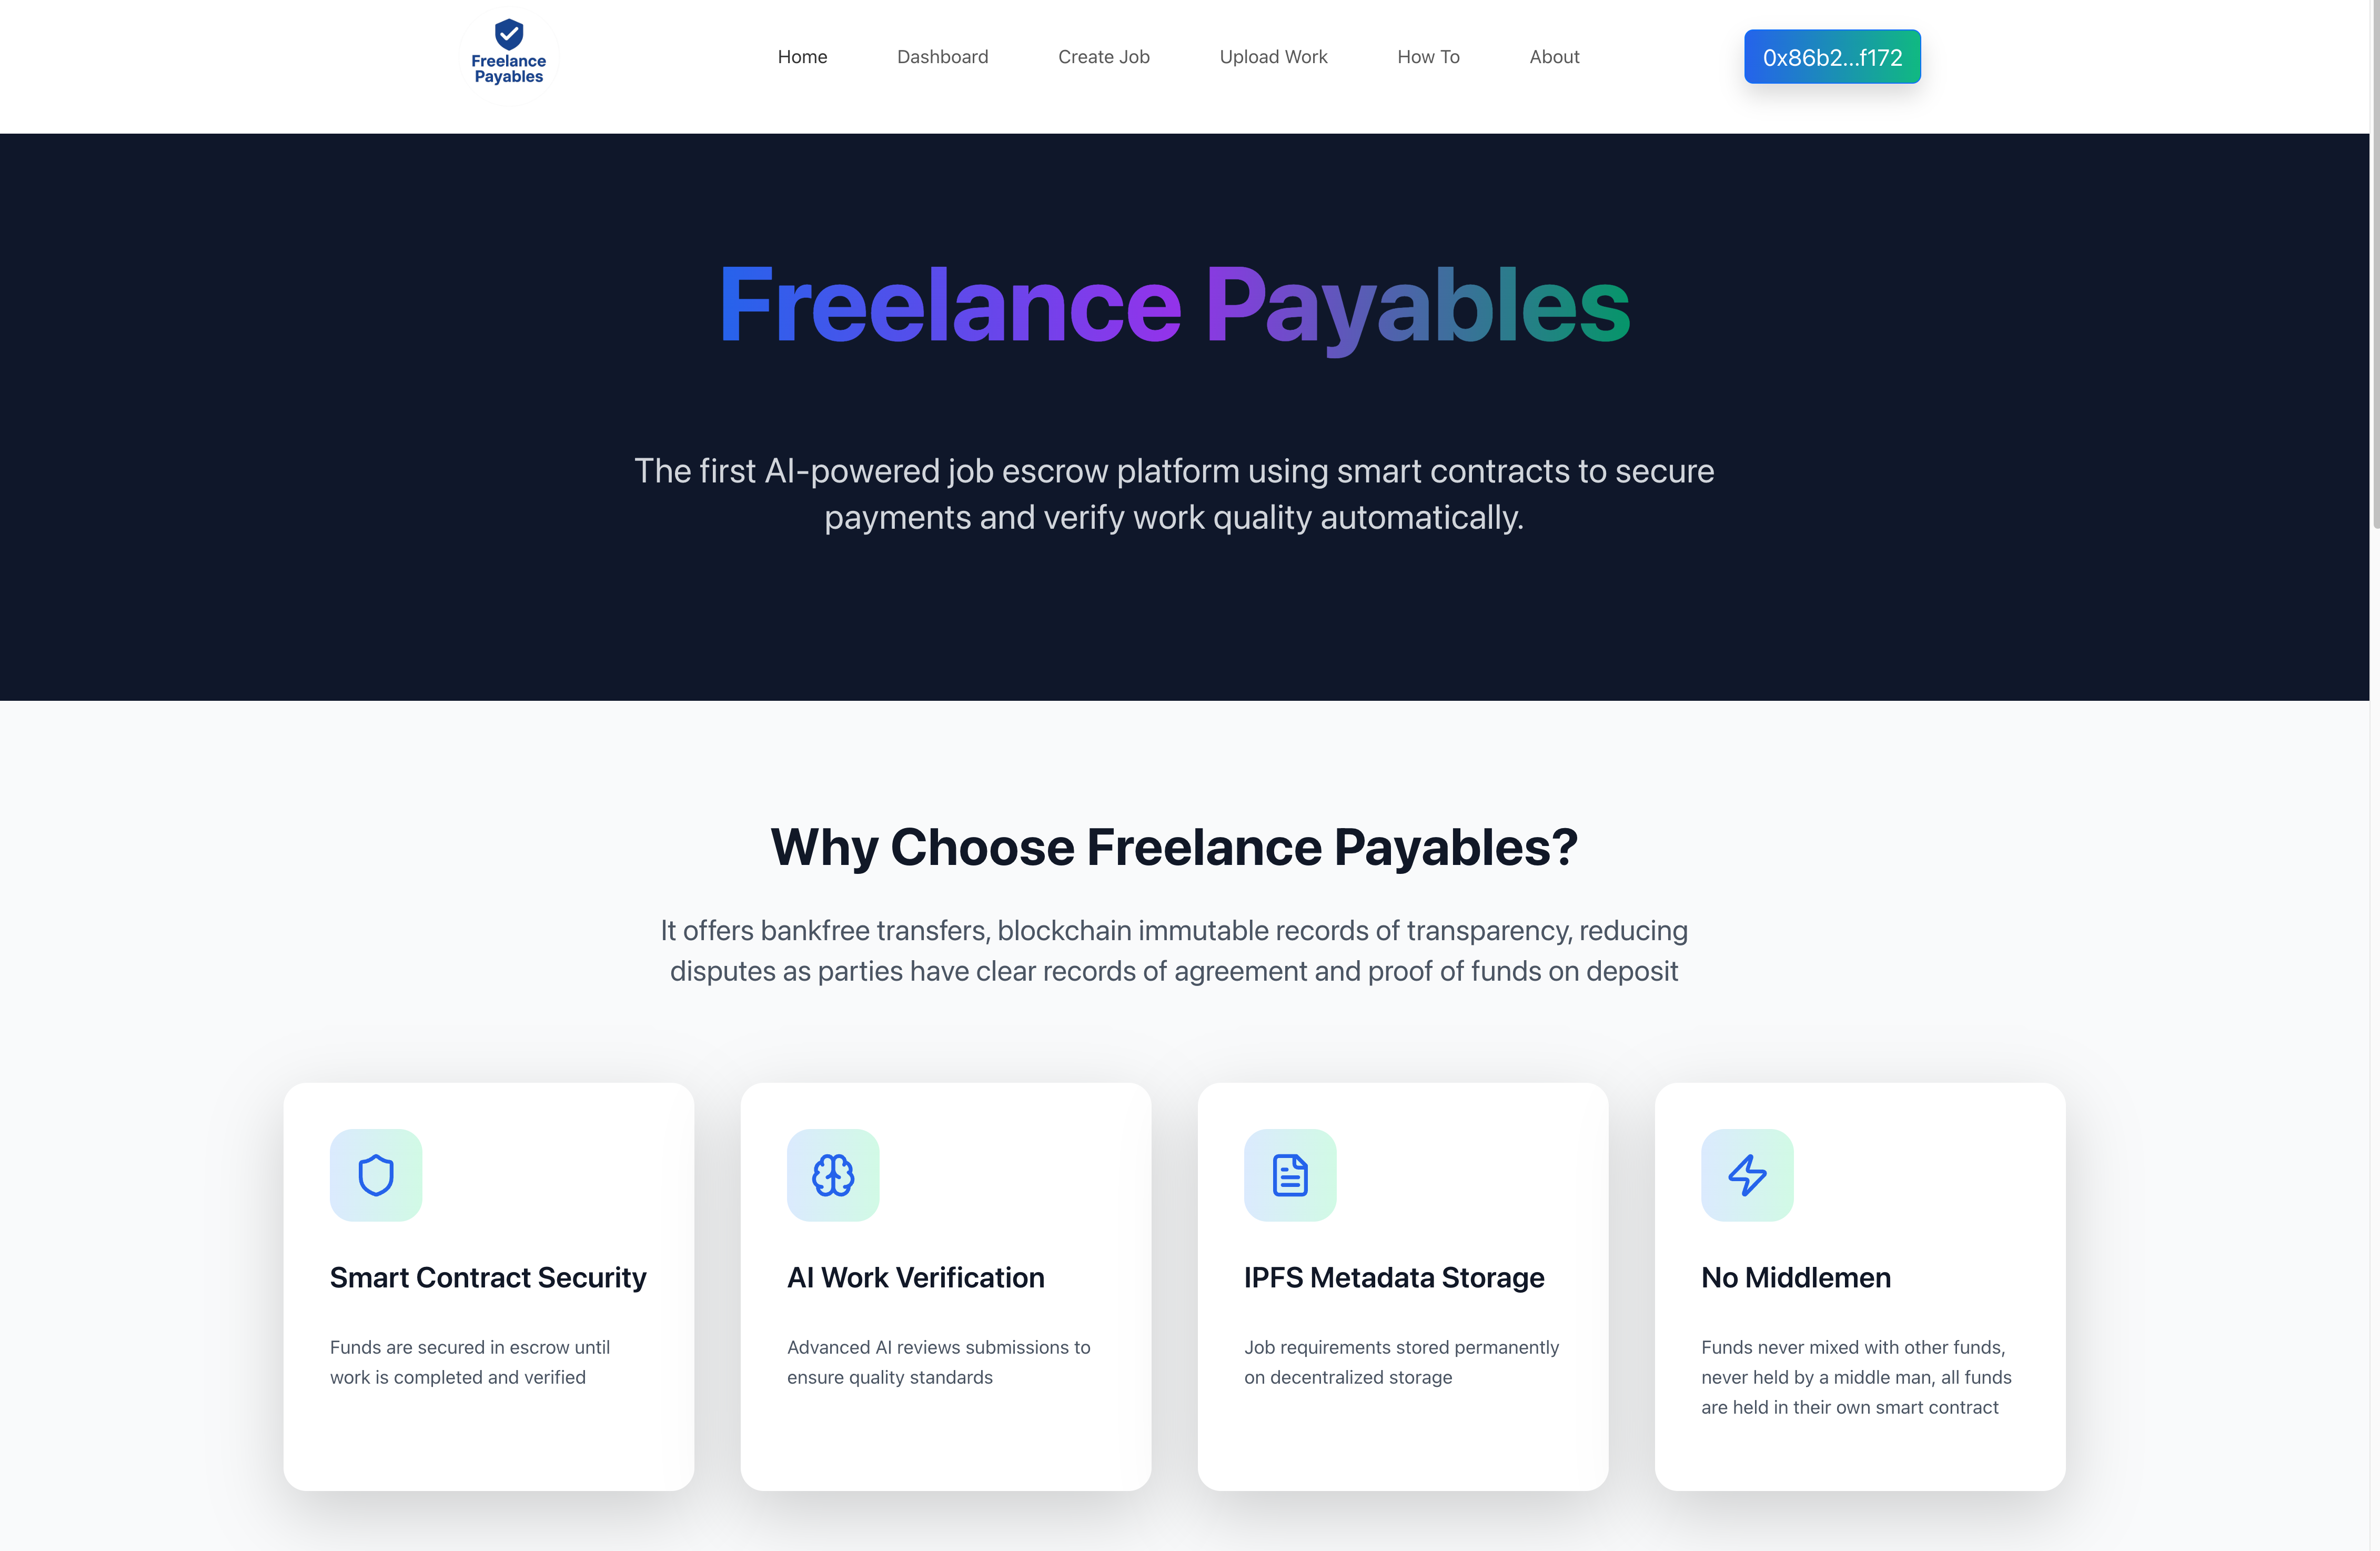 Freelance
Payables
Home
Dashboard
Create Job
Upload Work
How To
About
0x86b2...f172
Freelance Payables
The first AI-powered job escrow platform using smart contracts to secure
payments and verify work quality automatically.
Why Choose Freelance Payables?
It offers bankfree transfers, blockchain immutable records of transparency, reducing
disputes as parties have clear records of agreement and proof of funds on deposit
Smart Contract Security
Funds are secured in escrow until
work is completed and verified
AI Work Verification
Advanced AI reviews submissions to
ensure quality standards
IPFS Metadata Storage
Job requirements stored permanently
on decentralized storage
No Middlemen
Funds never mixed with other funds,
never held by a middle man, all funds
are held in their own smart contract